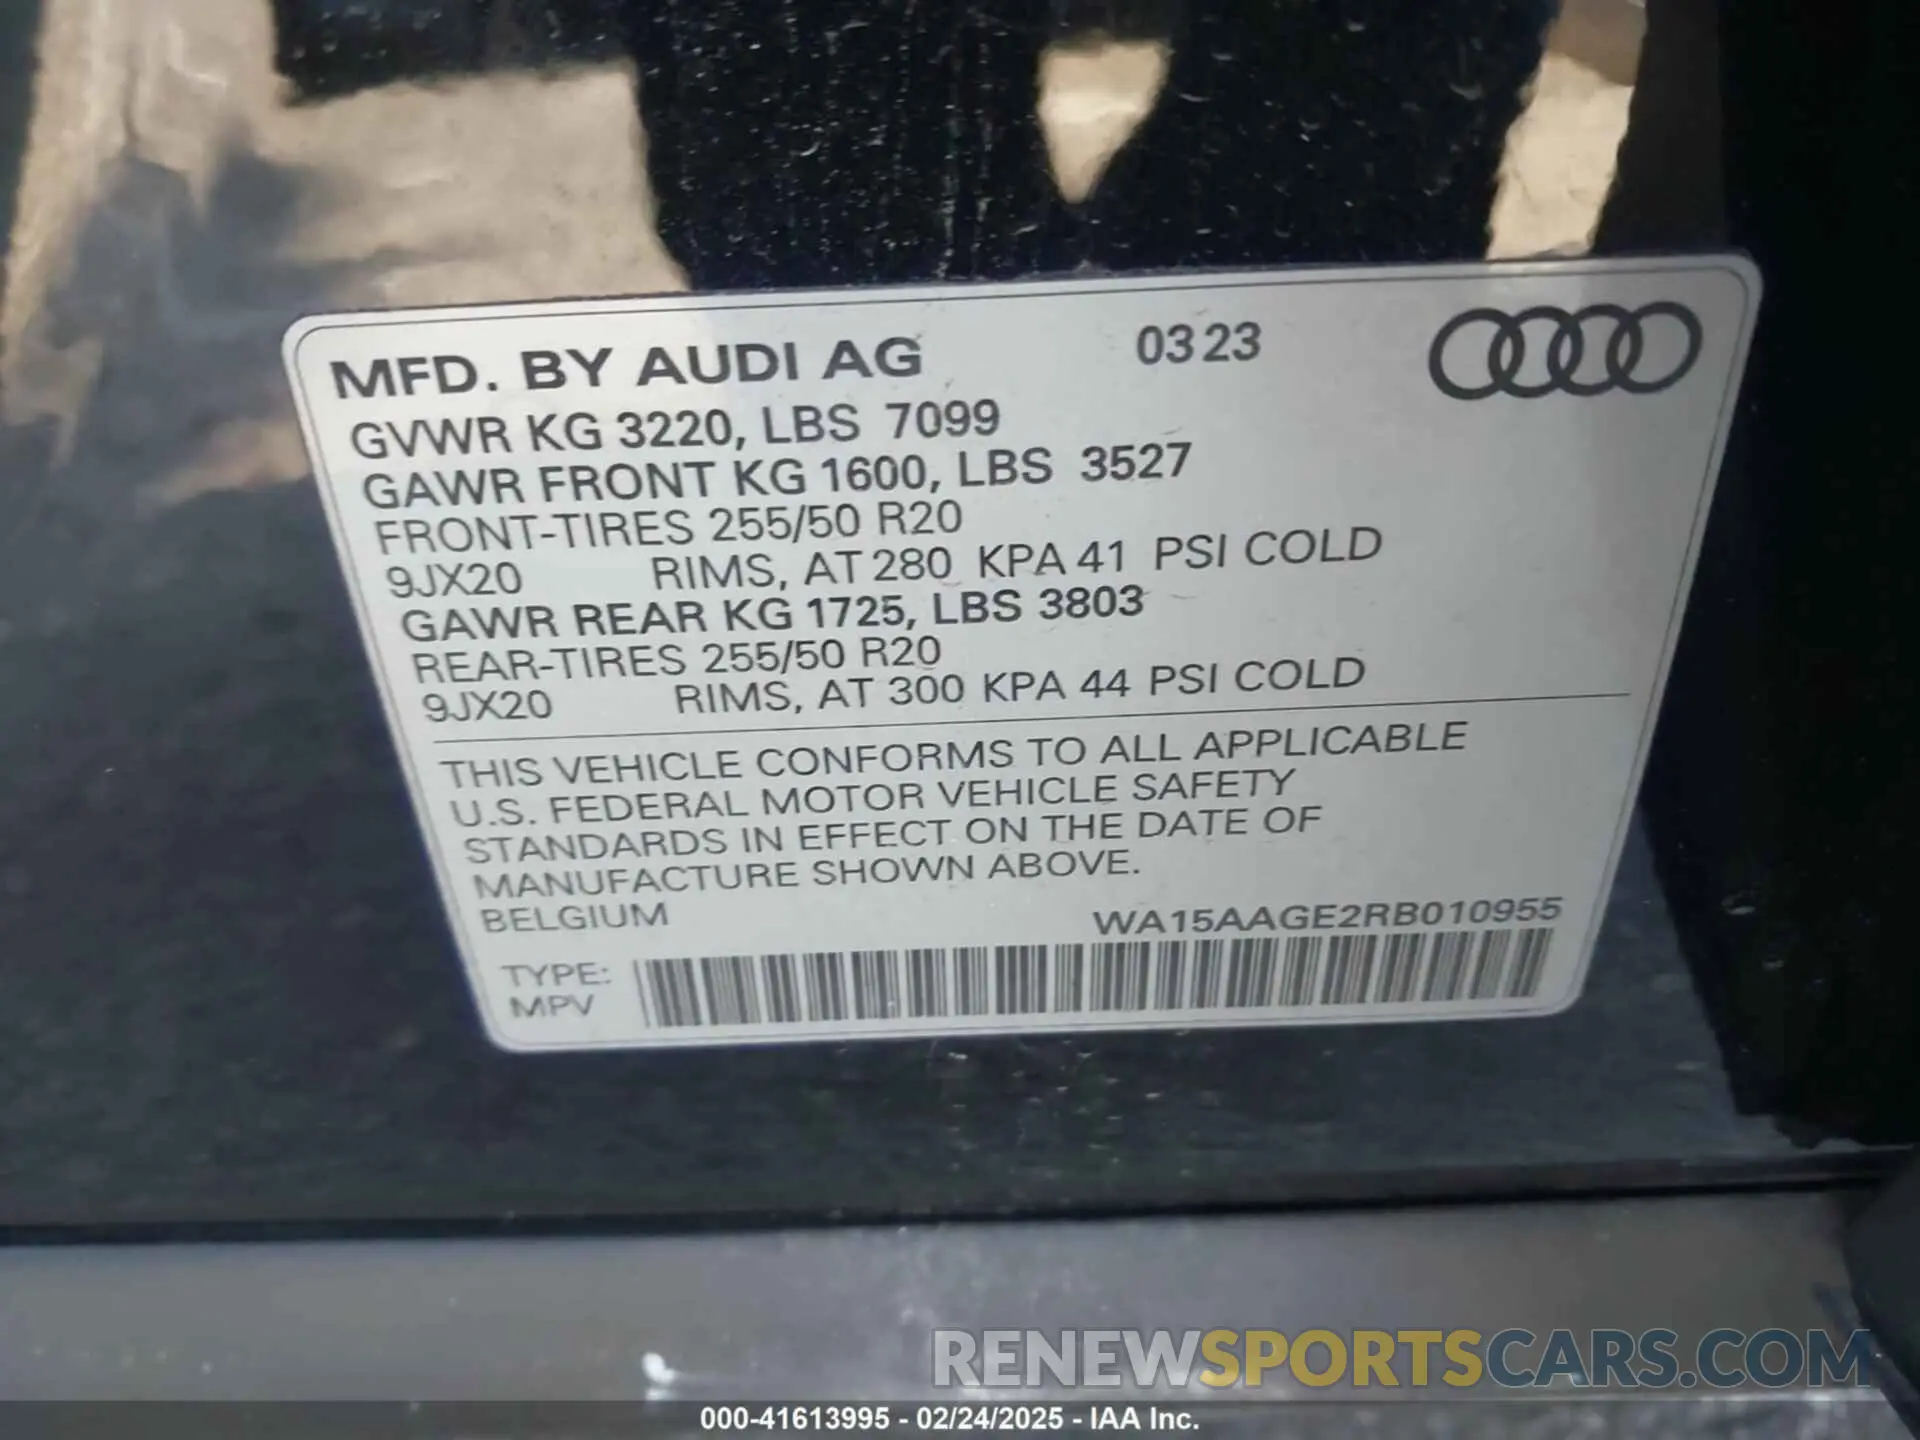 MFD. BY AUDI AG 03 23
GVWR KG 3220, LBS 7099
GAWR FRONT KG 1600, LBS 3527
FRONT-TIRES 255/50 R20
9JX20 RIMS, AT 280 KPA 41 PSI COLD
GAWR REAR KG 1725, LBS 3803
REAR-TIRES 255/50 R20
9JX20 RIMS, AT 300 KPA 44 PSI COLD
THIS VEHICLE CONFORMS TO ALL APPLICABLE
U.S. FEDERAL MOTOR VEHICLE SAFETY
STANDARDS IN EFFECT ON THE DATE OF
MANUFACTURE SHOWN ABOVE.
BELGIUM WA15AAGE2RB010955
TYPE:
MPV
RENEWSPORTSCARS.COM
000-41613995 - 02/24/2025 - IAA Inc.